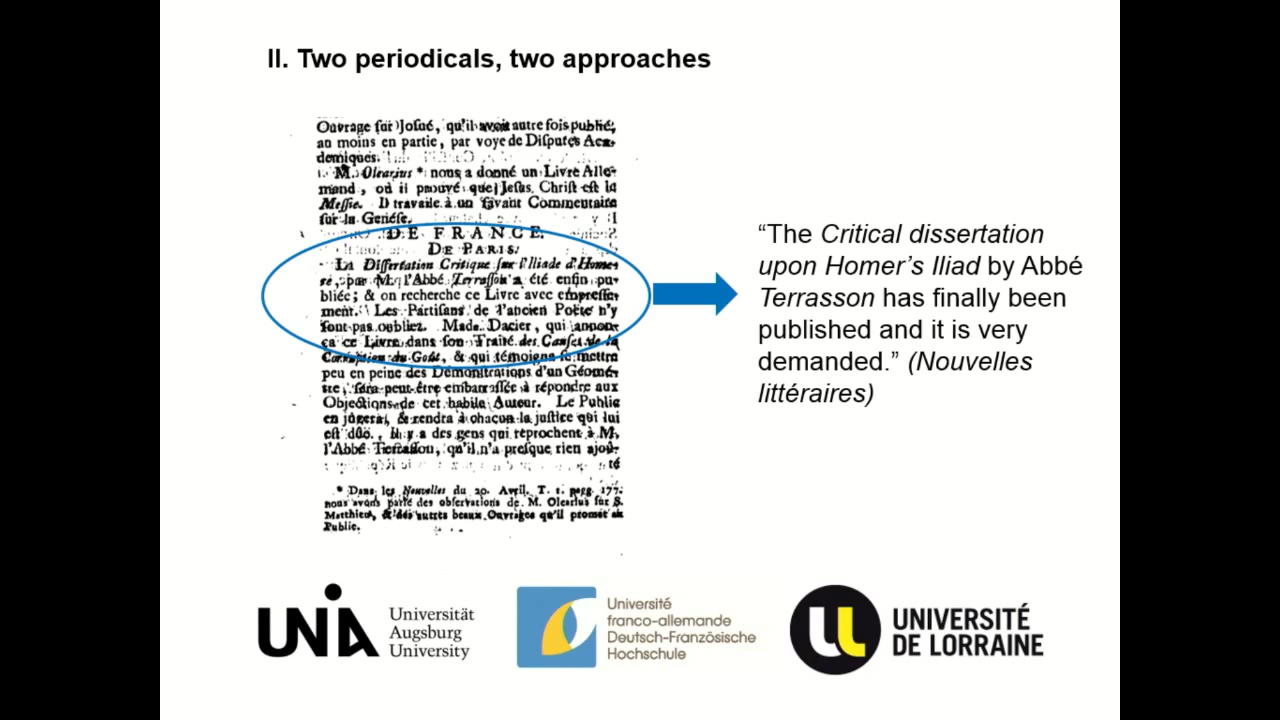 II. Two periodicals, two approaches
Ouvrage sur Josué, qu'il avoit autre fois publié,
au moins en partie, par voye de Disputes Aca-
demiques.
M. Olearius * nous a donné un Livre Alle-
mand, où il prouve que Jesus Christ est le
Messie. Il travaile à un savant Commentaire
sur la Genése.
DE FRANCE.
DE PARIS.
La Dissertation Critique sur l'Iliade d'Home-
re, par M. l'Abbé Terrasson a été enfin pu-
bliée; & on recherche ce Livre avec empresse-
ment. Les Partisans de l'ancien Poëte n'y
sont pas oubliez. Made. Dacier, qui annon-
ça ce Livre dans son Traité des Causes de la
Corruption du Goût, & qui témoigna se mettre
peu en peine des Démonstrations d'un Géomé-
tre, sera peut-être embarrassée à répondre aux
Objections de cet habile Auteur. Le Public
en jugera, & rendra à chacun la justice qui lui
est dûë. Il y a des gens qui reprochent à M.
l'Abbé Terrasson, qu'il n'a presque rien ajoû-
té
* Dans les Nouvelles du 20. Avril. T. 1. pag. 177.
nous avons parlé des observations de M. Olearius sur S.
Matthieu, & des autres beaux Ouvrages qu'il promet au
Public.
“The Critical dissertation
upon Homer’s Iliad by Abbé
Terrasson has finally been
published and it is very
demanded.” (Nouvelles
littéraires)
UNIA
Universität
Augsburg
University
Université
franco-allemande
Deutsch-Französische
Hochschule
UNIVERSITÉ
DE LORRAINE